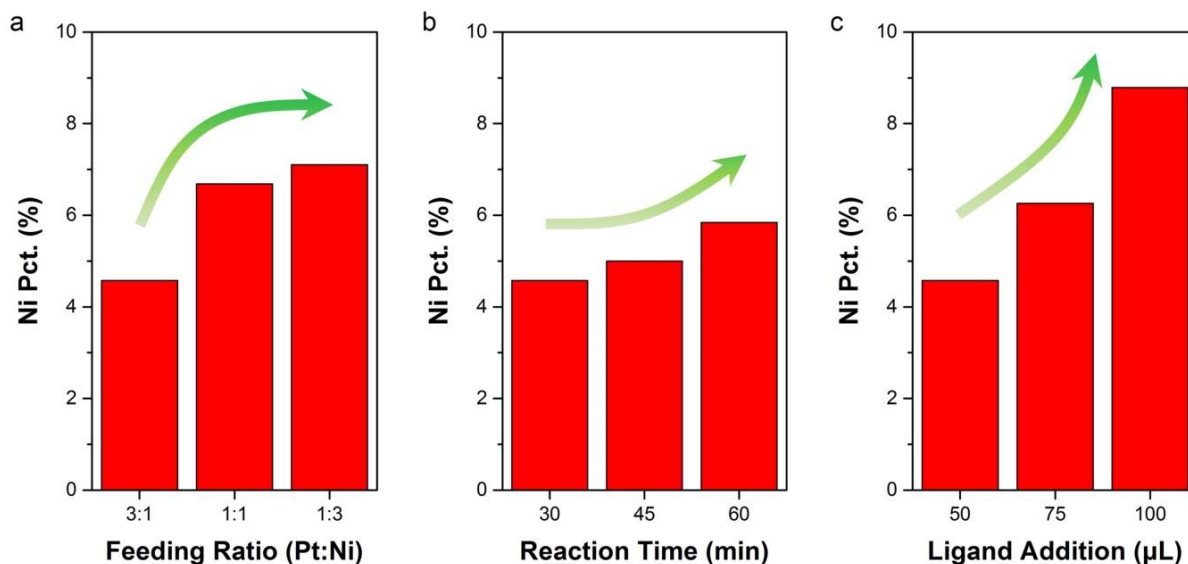 a
10
8
6
4
2
0
Ni Pct. (%)
3:1 1:1 1:3
Feeding Ratio (Pt:Ni)
b
10
8
6
4
2
0
Ni Pct. (%)
30 45 60
Reaction Time (min)
c
10
8
6
4
2
0
Ni Pct. (%)
50 75 100
Ligand Addition (μL)